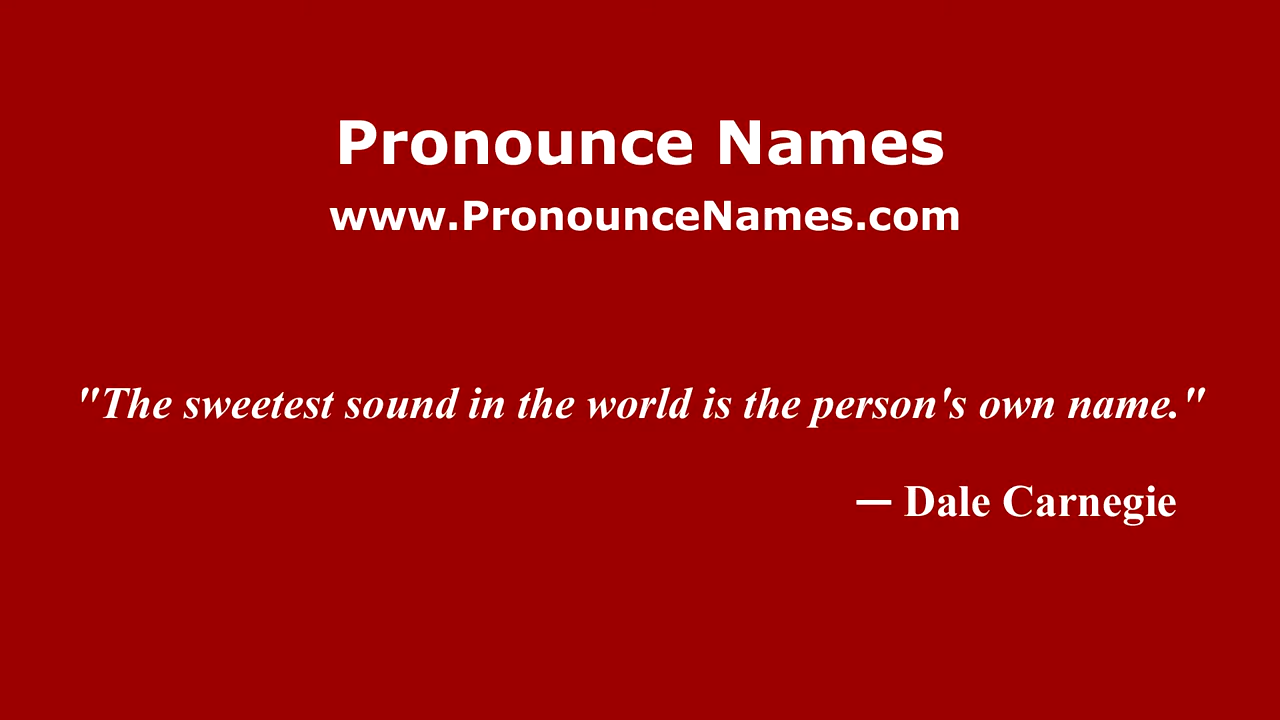 Pronounce Names
www.PronounceNames.com
"The sweetest sound in the world is the person's own name."
— Dale Carnegie